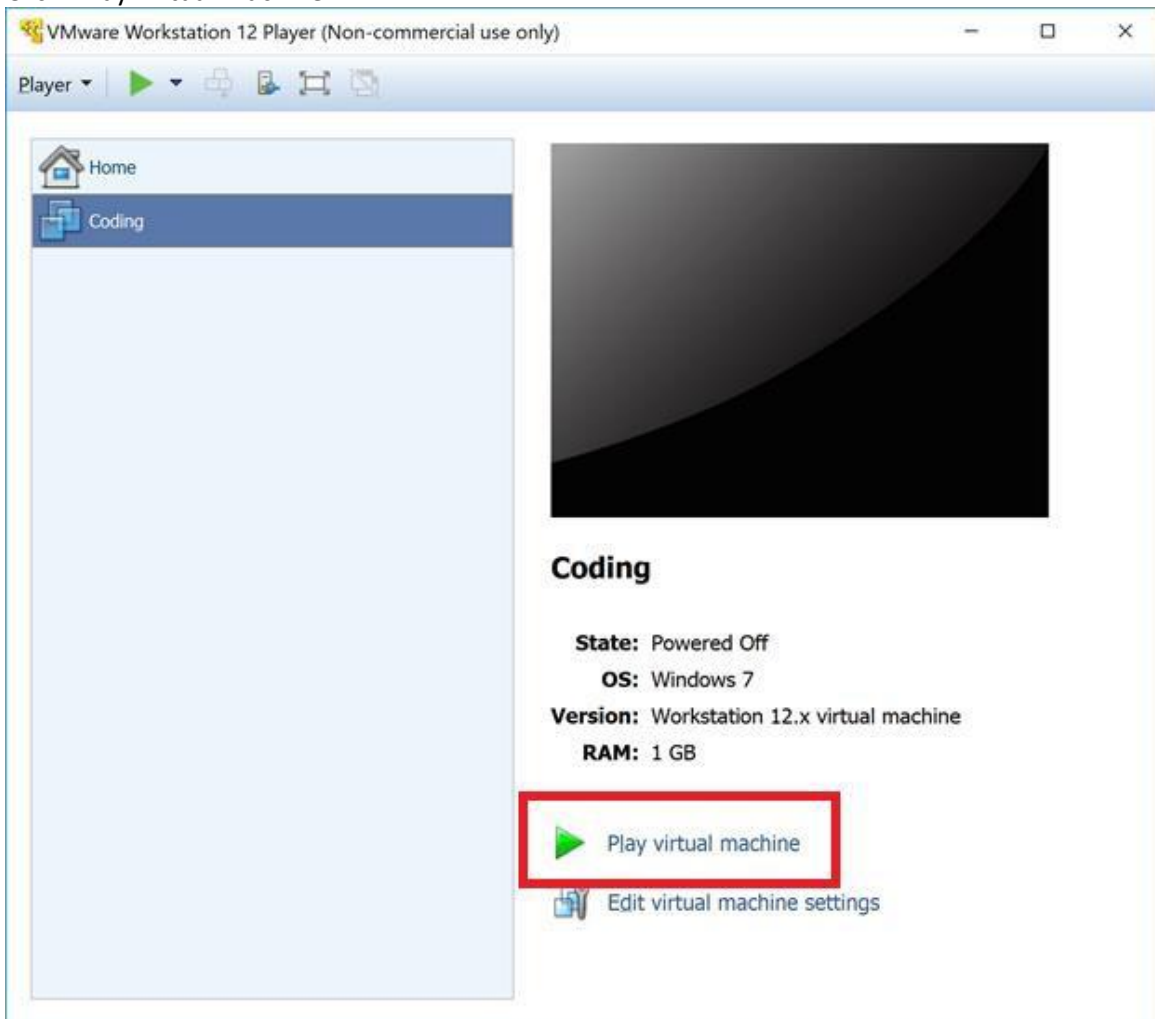 VMware Workstation 12 Player (Non-commercial use only)
Player
Home
Coding
Coding
State: Powered Off
OS: Windows 7
Version: Workstation 12.x virtual machine
RAM: 1 GB
Play virtual machine
Edit virtual machine settings